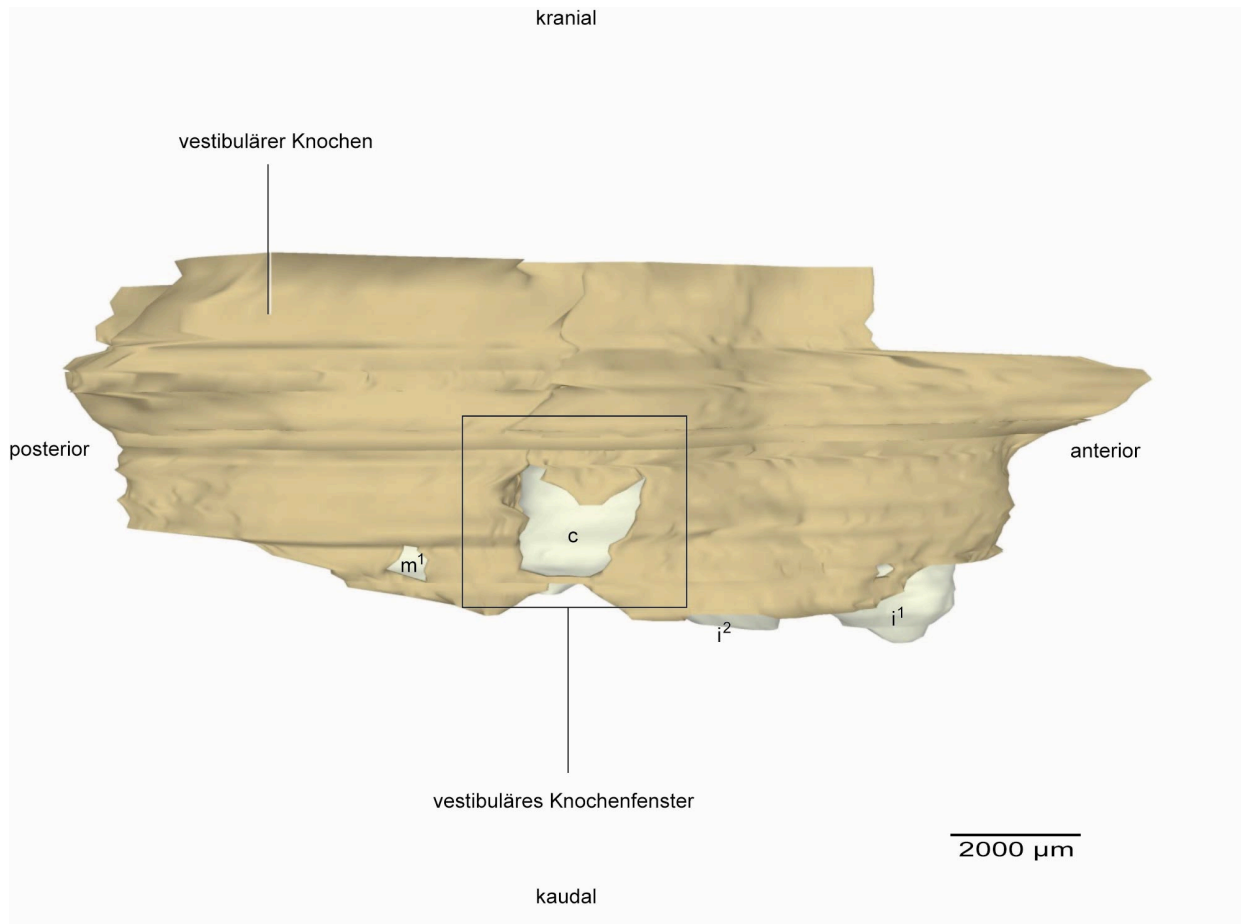 kranial
vestibulärer Knochen
posterior
anterior
c
m¹
i¹
i²
vestibuläres Knochenfenster
2000 µm
kaudal